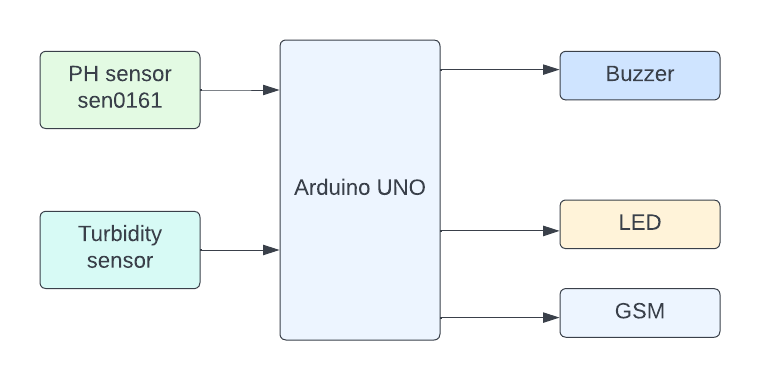 PH sensor
sen0161
Turbidity
sensor
Arduino UNO
Buzzer
LED
GSM